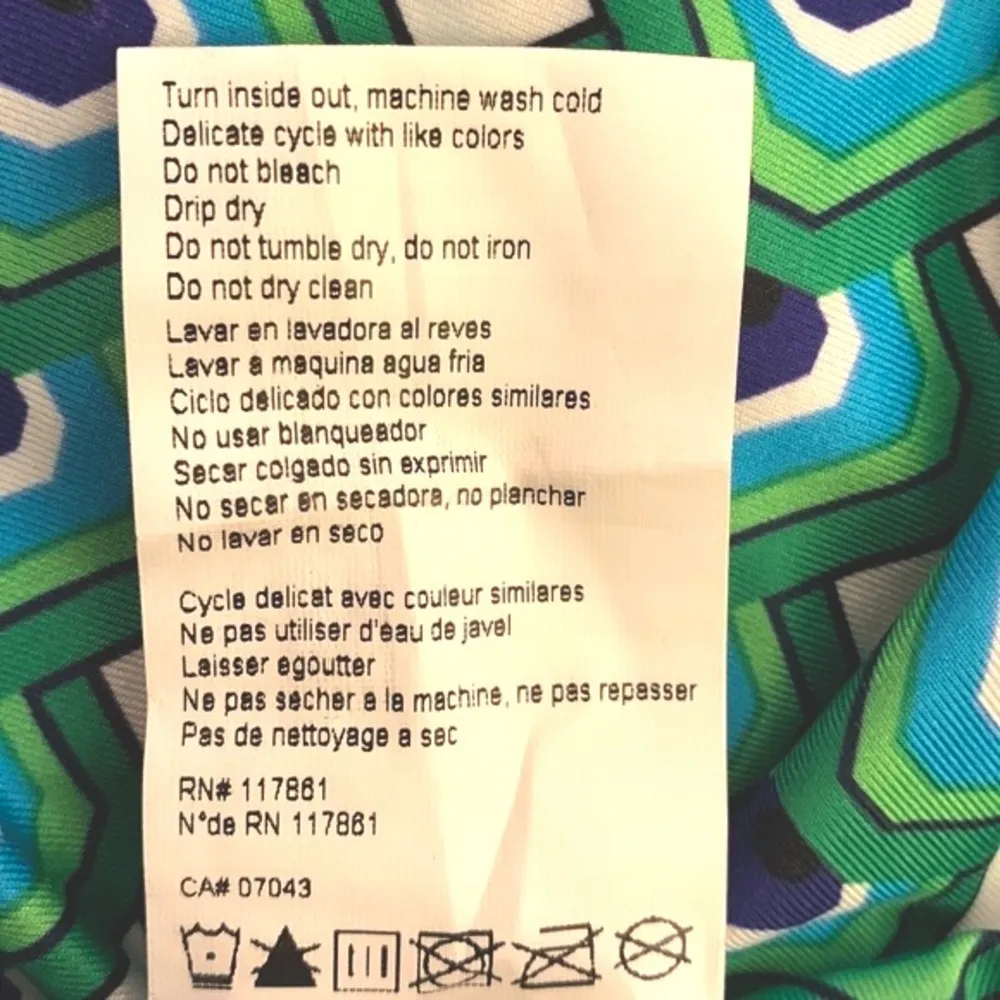 Turn inside out, machine wash cold
Delicate cycle with like colors
Do not bleach
Drip dry
Do not tumble dry, do not iron
Do not dry clean
Lavar en lavadora al reves
Lavar a maquina agua fria
Ciclo delicado con colores similares
No usar blanqueador
Secar colgado sin exprimir
No secar en secadora, no planchar
No lavar en seco
Cycle delicat avec couleur similares
Ne pas utiliser d'eau de javel
Laisser egoutter
Ne pas secher a la machine, ne pas repasser
Pas de nettoyage a sec
RN# 117861
N°de RN 117861
CA# 07043